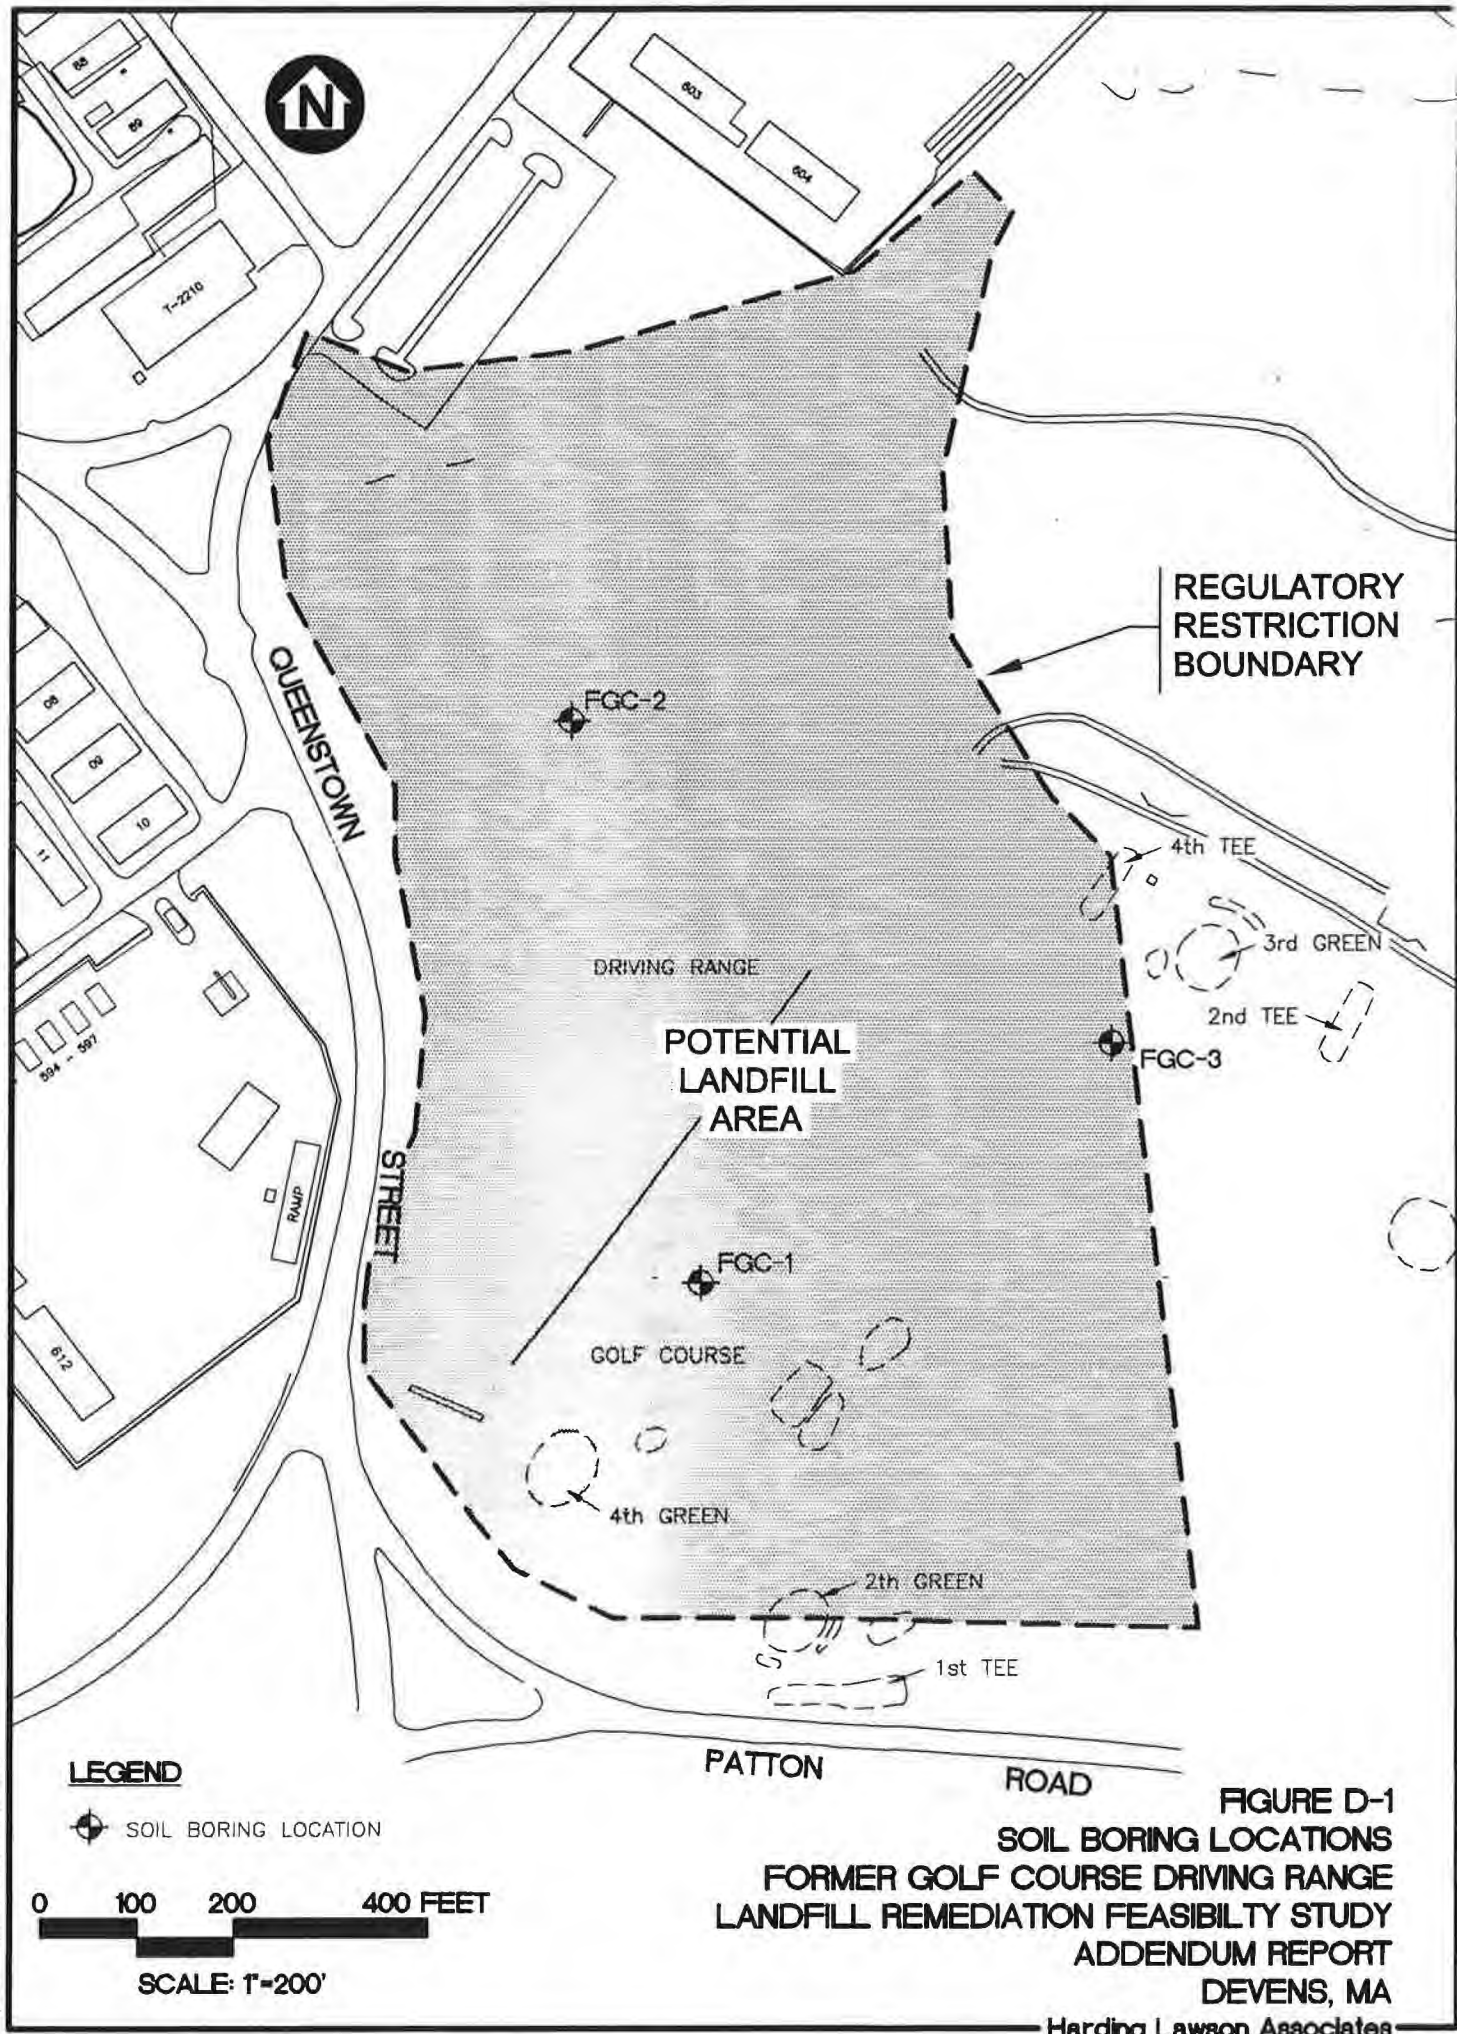 88
89
N
603
604
T-2210
REGULATORY
RESTRICTION
BOUNDARY
QUEENSTOWN
FGC-2
08
09
10
11
4th TEE
3rd GREEN
DRIVING RANGE
2nd TEE
POTENTIAL
LANDFILL
AREA
FGC-3
594 - 597
RAMP
STREET
FGC-1
GOLF COURSE
612
4th GREEN
2th GREEN
1st TEE
PATTON ROAD
LEGEND
SOIL BORING LOCATION
0 100 200 400 FEET
SCALE: 1"=200'
FIGURE D-1
SOIL BORING LOCATIONS
FORMER GOLF COURSE DRIVING RANGE
LANDFILL REMEDIATION FEASIBILTY STUDY
ADDENDUM REPORT
DEVENS, MA
Harding Lawson Associates